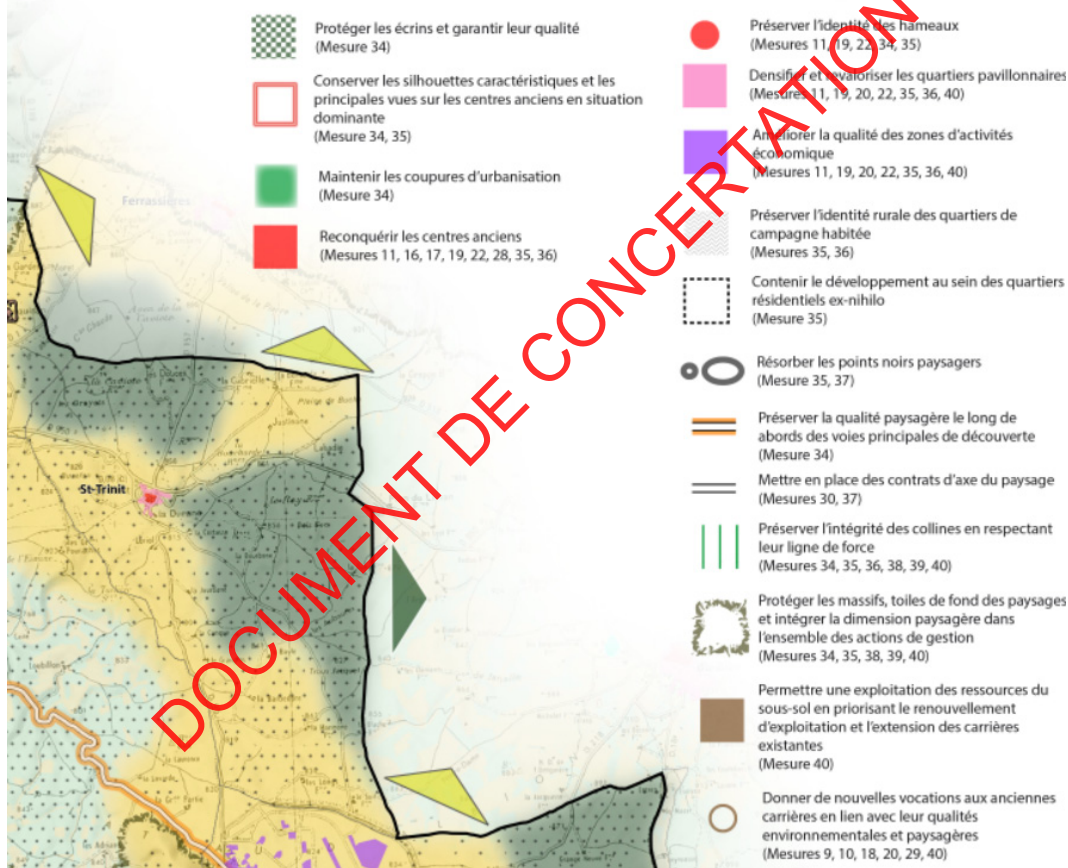 Protéger les écrins et garantir leur qualité
(Mesure 34)
Conserver les silhouettes caractéristiques et les
principales vues sur les centres anciens en situation
dominante
(Mesure 34, 35)
Maintenir les coupures d'urbanisation
(Mesure 34)
Reconquérir les centres anciens
(Mesures 11, 16, 17, 19, 22, 28, 35, 36)
Préserver l'identité des hameaux
(Mesures 11, 19, 22, 34, 35)
Densifier et revaloriser les quartiers pavillonnaires
(Mesures 11, 19, 20, 22, 35, 36, 40)
Améliorer la qualité des zones d'activités
économique
(Mesures 11, 19, 20, 22, 35, 36, 40)
Préserver l'identité rurale des quartiers de
campagne habitée
(Mesures 35, 36)
Contenir le développement au sein des quartiers
résidentiels ex-nihilo
(Mesure 35)
Résorber les points noirs paysagers
(Mesure 35, 37)
Préserver la qualité paysagère le long de
abords des voies principales de découverte
(Mesure 34)
Mettre en place des contrats d'axe du paysage
(Mesures 30, 37)
Préserver l'intégrité des collines en respectant
leur ligne de force
(Mesures 34, 35, 36, 38, 39, 40)
Protéger les massifs, toiles de fond des paysages
et intégrer la dimension paysagère dans
l'ensemble des actions de gestion
(Mesures 34, 35, 38, 39, 40)
Permettre une exploitation des ressources du
sous-sol en priorisant le renouvellement
d'exploitation et l'extension des carrières
existantes
(Mesure 40)
Donner de nouvelles vocations aux anciennes
carrières en lien avec leur qualités
environnementales et paysagères
(Mesures 9, 10, 18, 20, 29, 40)
Ferrassières
St-Trinit
DOCUMENT DE CONCERTATION